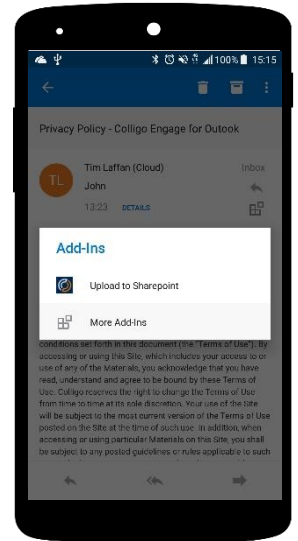 100% 15:15
Privacy Policy - Colligo Engage for Outook
TL
Tim Laffan (Cloud) Inbox
John
13:23 DETAILS
Add-Ins
Upload to Sharepoint
More Add-Ins
conditions set forth in this document (the "Terms of Use"). By
accessing or using this Site, which includes your access to or
use of any of the Materials, you acknowledge that you have
read, understand and agree to be bound by these Terms of
Use. Colligo reserves the right to change the Terms of Use
from time to time at its sole discretion. Your use of the Site
will be subject to the most current version of the Terms of Use
posted on the Site at the time of such use. In addition, when
accessing or using particular Materials on this Site, you shall
be subject to any posted guidelines or rules applicable to such